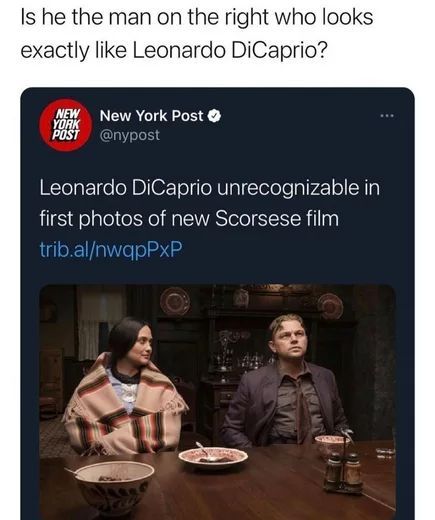 Is he the man on the right who looks
exactly like Leonardo DiCaprio?
NEW
YORK
POST
New York Post
@nypost
Leonardo DiCaprio unrecognizable in
first photos of new Scorsese film
trib.al/nwqpPxP